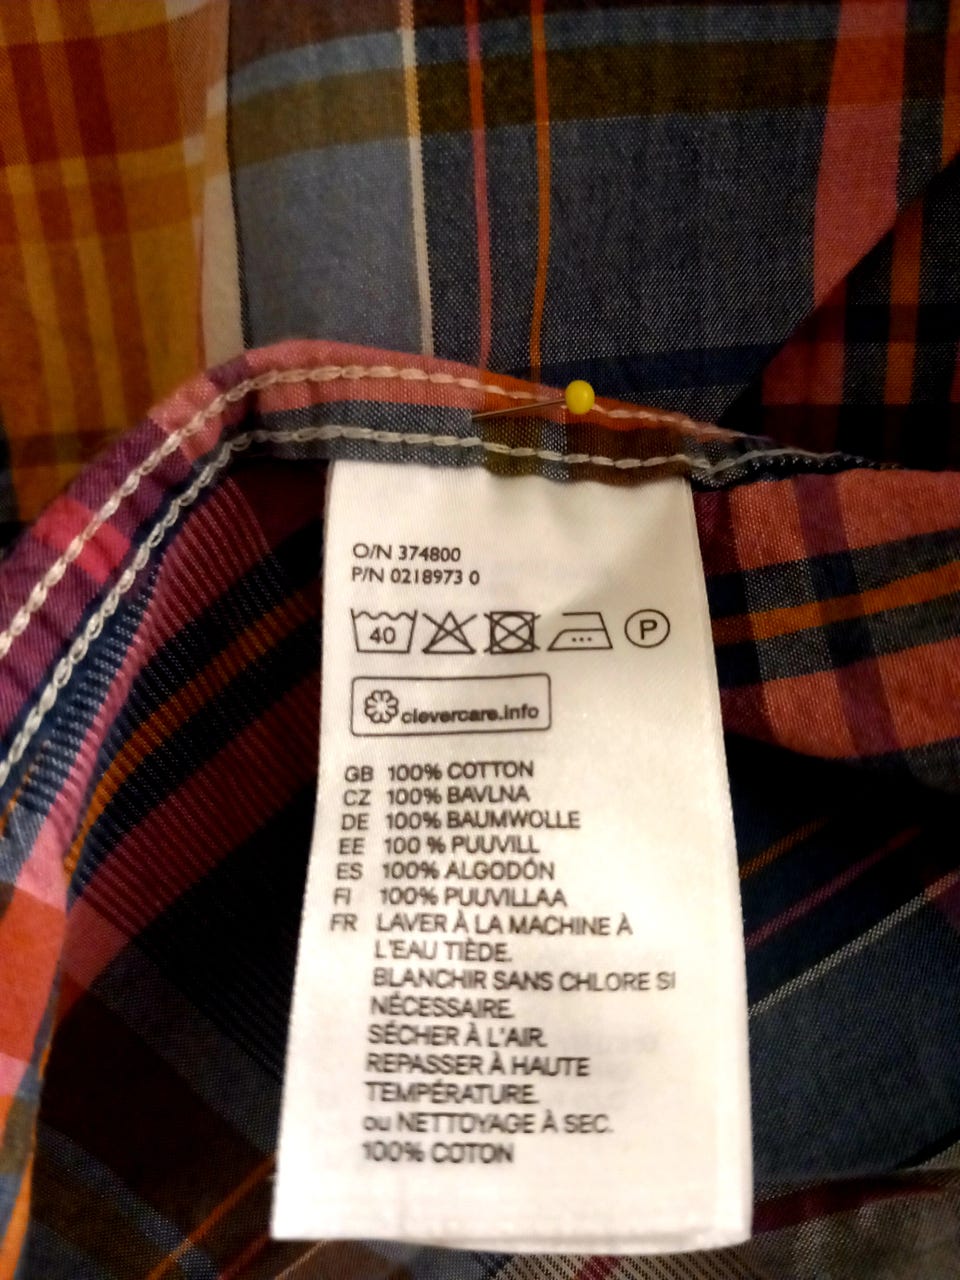 O/N 374800
P/N 0218973 0
40 P
clevercare.info
GB 100% COTTON
CZ 100% BAVLNA
DE 100% BAUMWOLLE
EE 100 % PUUVILL
ES 100% ALGODÓN
FI 100% PUUVILLAA
FR LAVER À LA MACHINE À
L'EAU TIÈDE.
BLANCHIR SANS CHLORE SI
NÉCESSAIRE.
SÉCHER À L'AIR.
REPASSER À HAUTE
TEMPÉRATURE.
ou NETTOYAGE À SEC.
100% COTON